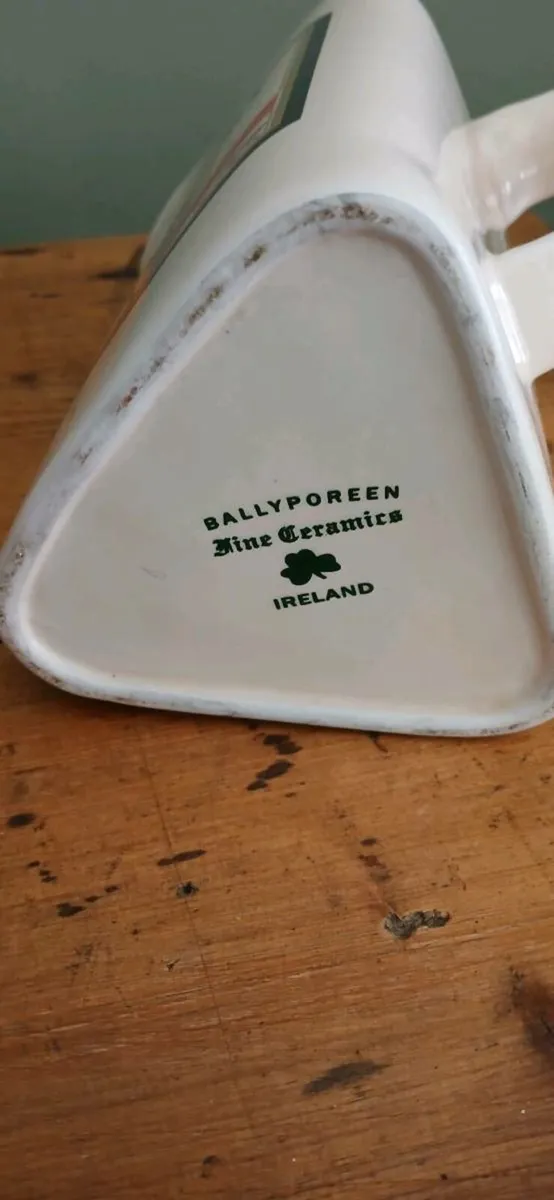 BALLYPOREEN
Fine Ceramics
IRELAND